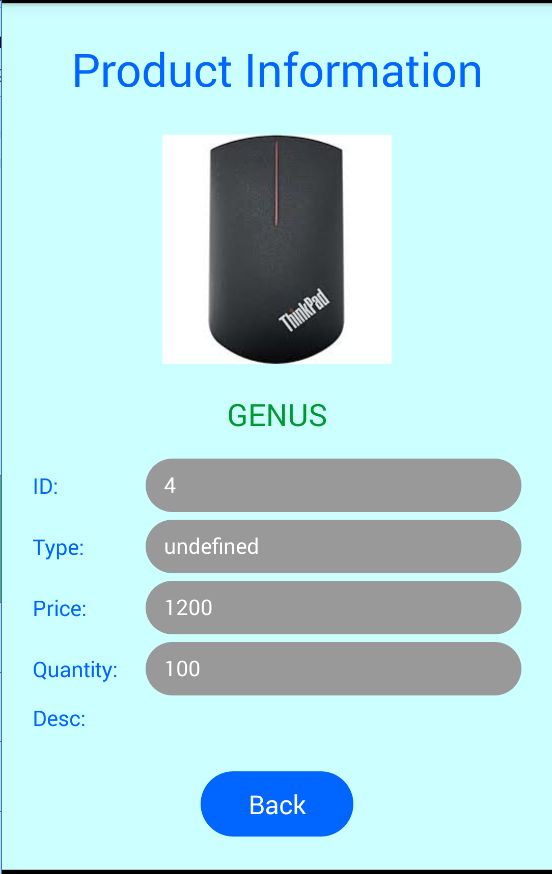 Product Information
ThinkPad
GENUS
ID: 4
Type: undefined
Price: 1200
Quantity: 100
Desc:
Back